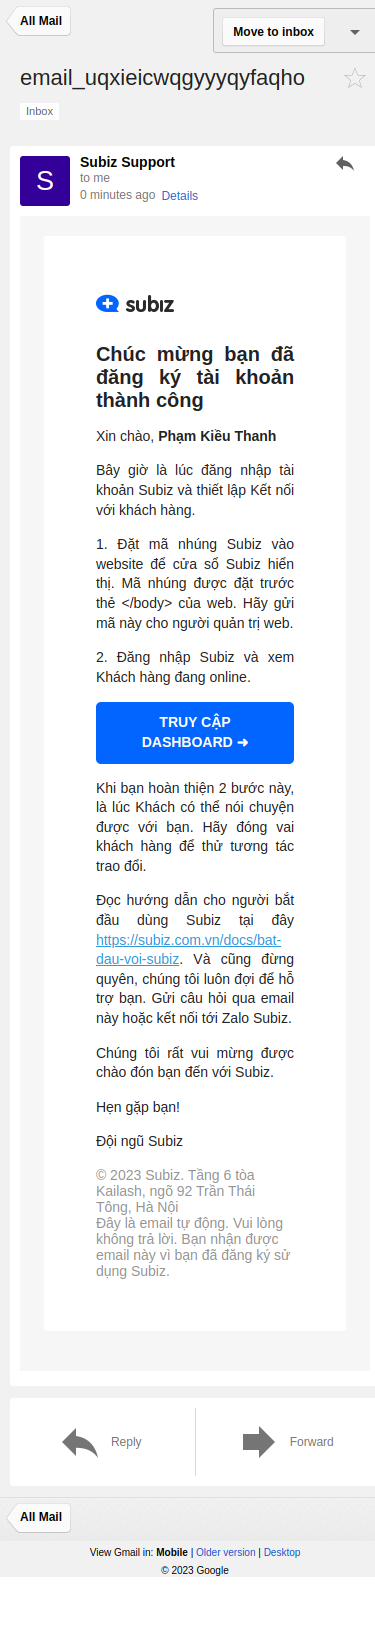 All Mail
Move to inbox
email_uqxieicwqgyyyqyfaqho
Inbox
S
Subiz Support
to me
0 minutes ago Details
subiz
Chúc mừng bạn đã
đăng ký tài khoản
thành công
Xin chào, Phạm Kiều Thanh
Bây giờ là lúc đăng nhập tài
khoản Subiz và thiết lập Kết nối
với khách hàng.
1. Đặt mã nhúng Subiz vào
website để cửa sổ Subiz hiển
thị. Mã nhúng được đặt trước
thẻ </body> của web. Hãy gửi
mã này cho người quản trị web.
2. Đăng nhập Subiz và xem
Khách hàng đang online.
TRUY CẬP
DASHBOARD ➜
Khi bạn hoàn thiện 2 bước này,
là lúc Khách có thể nói chuyện
được với bạn. Hãy đóng vai
khách hàng để thử tương tác
trao đổi.
Đọc hướng dẫn cho người bắt
đầu dùng Subiz tại đây
https://subiz.com.vn/docs/bat-
dau-voi-subiz. Và cũng đừng
quyên, chúng tôi luôn đợi để hỗ
trợ bạn. Gửi câu hỏi qua email
này hoặc kết nối tới Zalo Subiz.
Chúng tôi rất vui mừng được
chào đón bạn đến với Subiz.
Hẹn gặp bạn!
Đội ngũ Subiz
© 2023 Subiz. Tầng 6 tòa
Kailash, ngõ 92 Trần Thái
Tông, Hà Nội
Đây là email tự động. Vui lòng
không trả lời. Bạn nhận được
email này vì bạn đã đăng ký sử
dụng Subiz.
Reply
Forward
All Mail
View Gmail in: Mobile | Older version | Desktop
© 2023 Google